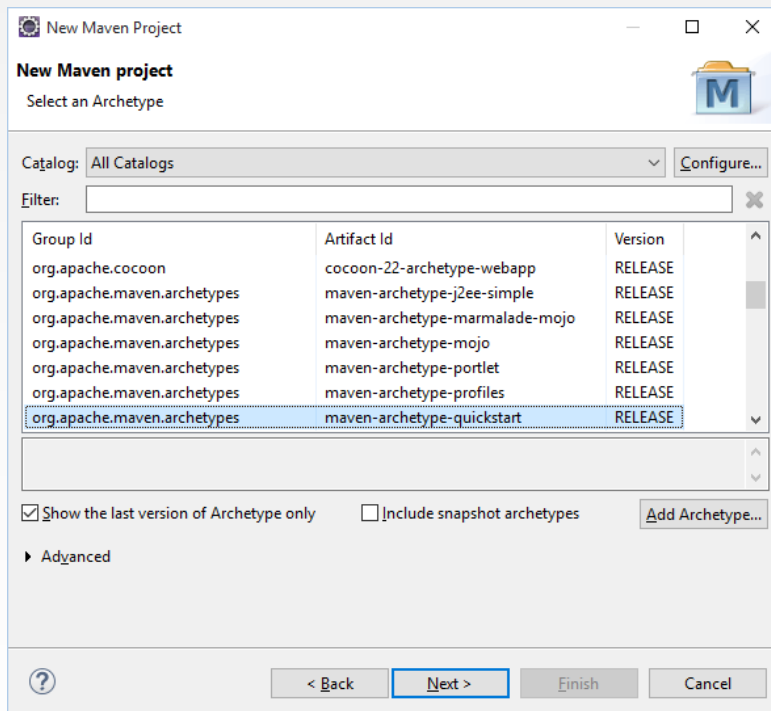 New Maven Project
New Maven project
Select an Archetype
M
Catalog: All Catalogs Configure...
Filter:
Group Id Artifact Id Version
org.apache.cocoon cocoon-22-archetype-webapp RELEASE
org.apache.maven.archetypes maven-archetype-j2ee-simple RELEASE
org.apache.maven.archetypes maven-archetype-marmalade-mojo RELEASE
org.apache.maven.archetypes maven-archetype-mojo RELEASE
org.apache.maven.archetypes maven-archetype-portlet RELEASE
org.apache.maven.archetypes maven-archetype-profiles RELEASE
org.apache.maven.archetypes maven-archetype-quickstart RELEASE
Show the last version of Archetype only Include snapshot archetypes Add Archetype...
Advanced
? < Back Next > Finish Cancel